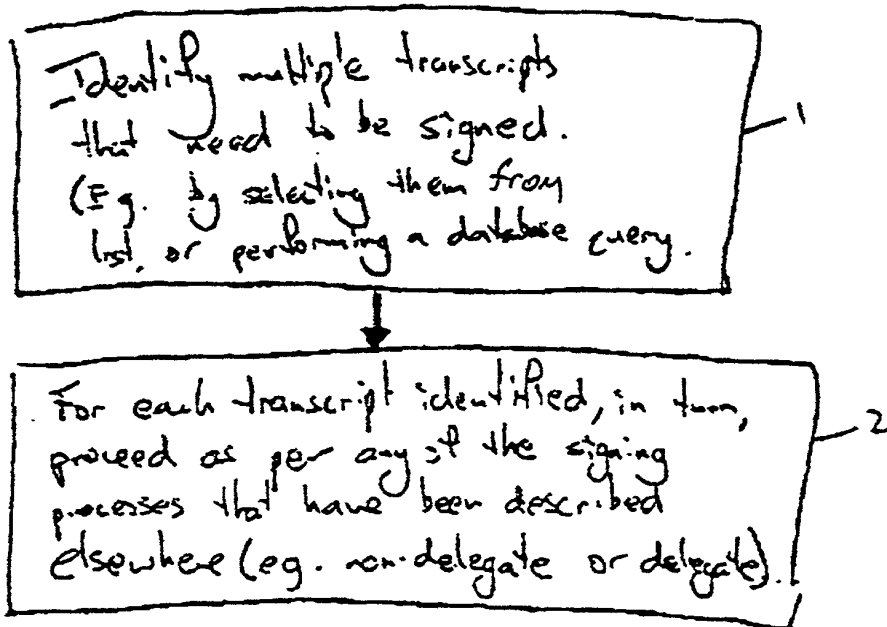 Identify multiple transcripts
that need to be signed.
(Eg. by selecting them from
list, or performing a database query.
1
For each transcript identified, in turn,
proceed as per any of the signing
processes that have been described
elsewhere (eg. non-delegate or delegate).
2